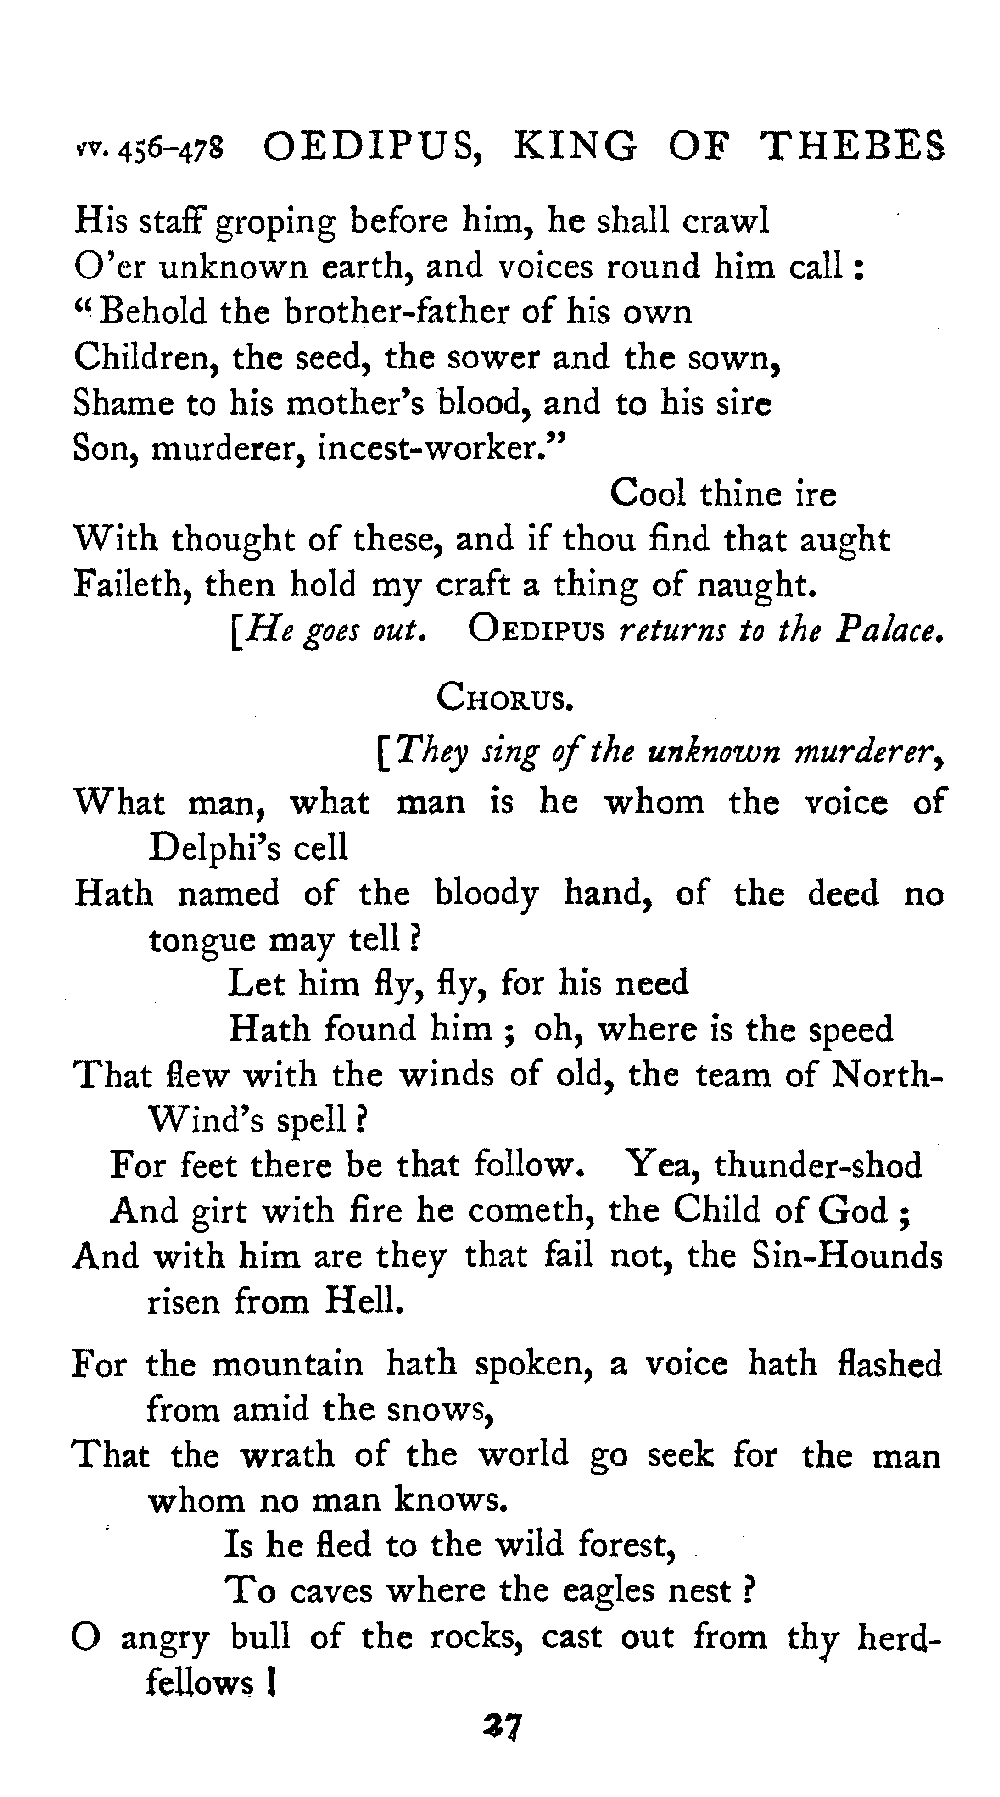 vv. 456–478 OEDIPUS, KING OF THEBES
His staff groping before him, he shall crawl
O’er unknown earth, and voices round him call :
“ Behold the brother-father of his own
Children, the seed, the sower and the sown,
Shame to his mother’s blood, and to his sire
Son, murderer, incest-worker.”
Cool thine ire
With thought of these, and if thou find that aught
Faileth, then hold my craft a thing of naught.
[He goes out. OEDIPUS returns to the Palace.
CHORUS.
[They sing of the unknown murderer,
What man, what man is he whom the voice of
Delphi’s cell
Hath named of the bloody hand, of the deed no
tongue may tell ?
Let him fly, fly, for his need
Hath found him ; oh, where is the speed
That flew with the winds of old, the team of North-
Wind’s spell ?
For feet there be that follow. Yea, thunder-shod
And girt with fire he cometh, the Child of God ;
And with him are they that fail not, the Sin-Hounds
risen from Hell.
For the mountain hath spoken, a voice hath flashed
from amid the snows,
That the wrath of the world go seek for the man
whom no man knows.
Is he fled to the wild forest,
To caves where the eagles nest ?
O angry bull of the rocks, cast out from thy herd-
fellows !
27